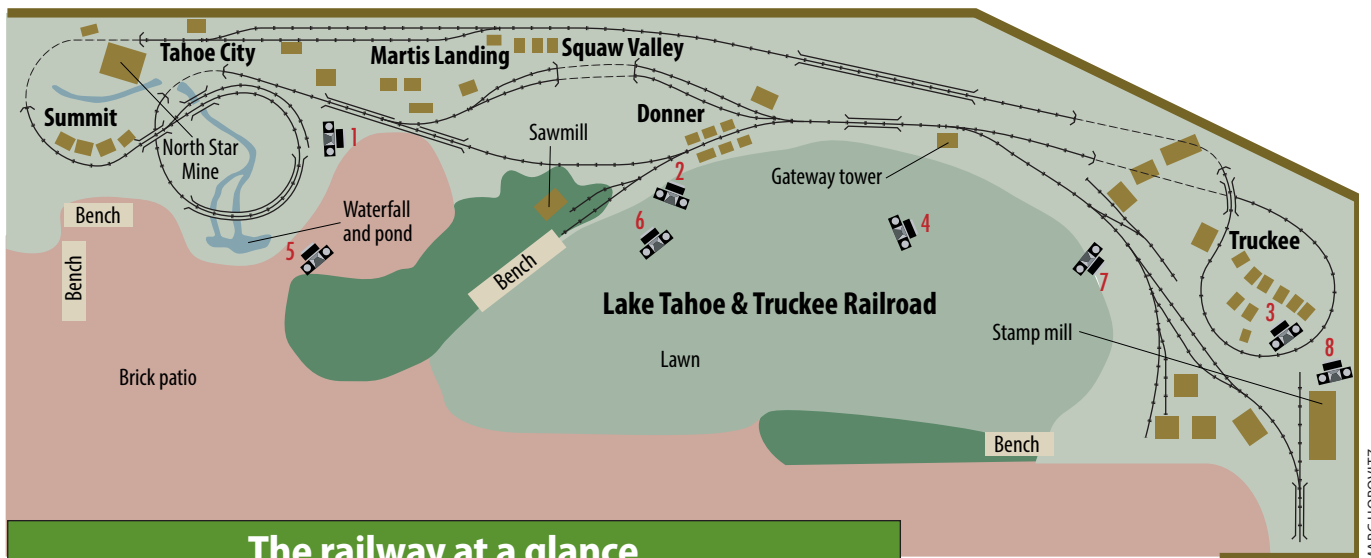 Tahoe City
Martis Landing
Squaw Valley
Summit
North Star
Mine
1
Sawmill
Donner
2
Gateway tower
Bench
Bench
Waterfall
and pond
5
6
4
7
Bench
Truckee
3
8
Lake Tahoe & Truckee Railroad
Stamp mill
Lawn
Brick patio
Bench
The railway at a glance